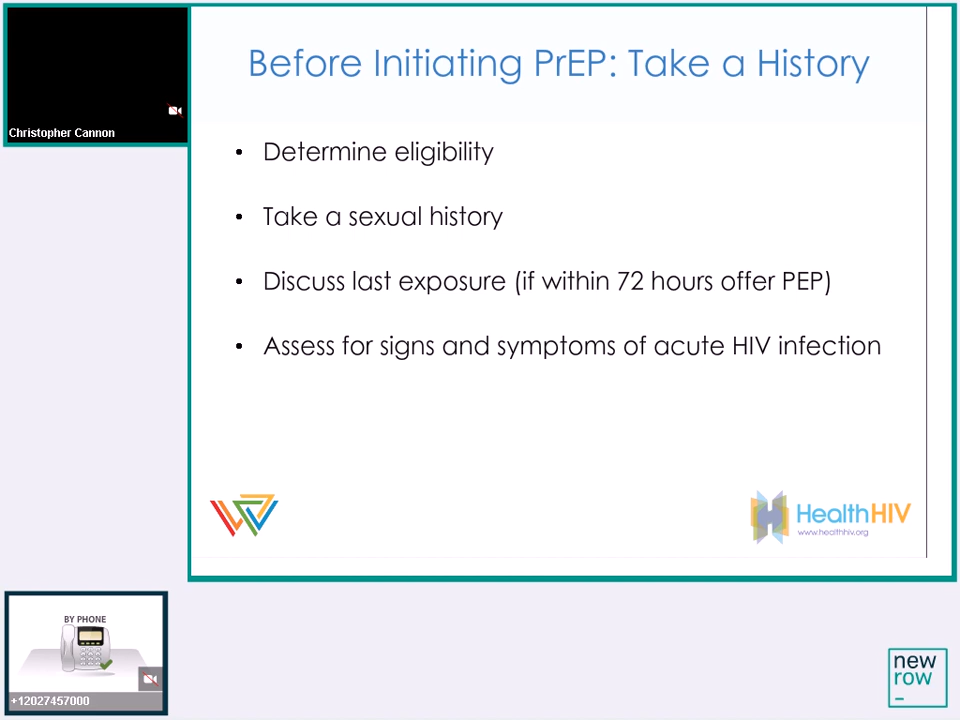 Before Initiating PrEP: Take a History
Christopher Cannon
• Determine eligibility
• Take a sexual history
• Discuss last exposure (if within 72 hours offer PEP)
• Assess for signs and symptoms of acute HIV infection
HealthHIV
www.healthhiv.org
BY PHONE
+12027457000
new
row